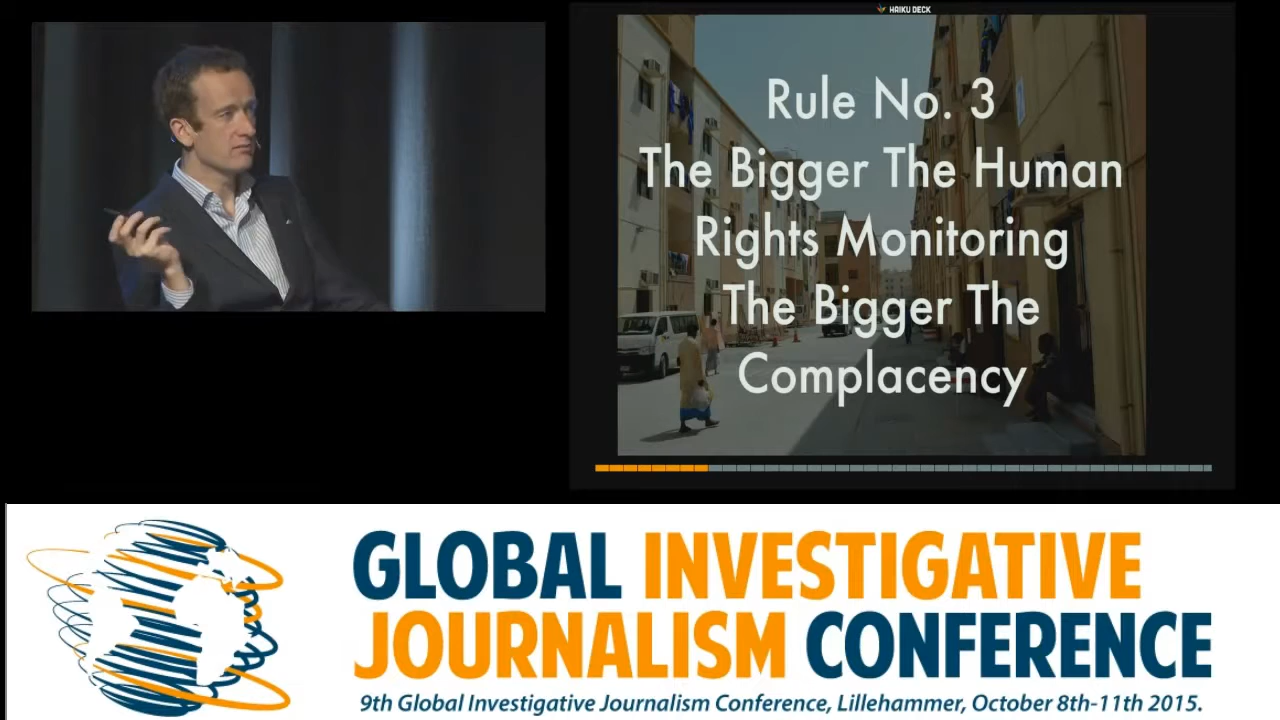 HAIKU DECK
Rule No. 3
The Bigger The Human
Rights Monitoring
The Bigger The
Complacency
GLOBAL INVESTIGATIVE
JOURNALISM CONFERENCE
9th Global Investigative Journalism Conference, Lillehammer, October 8th-11th 2015.